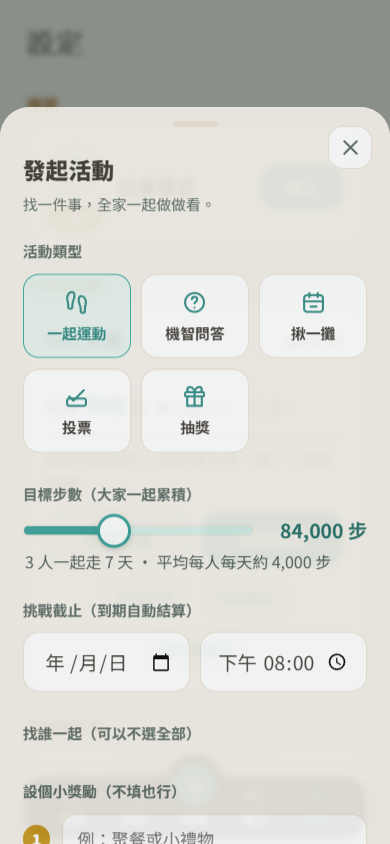 設定
發起活動
找一件事，全家一起做做看。
活動類型
一起運動
機智問答
揪一攤
投票
抽獎
目標步數（大家一起累積）
84,000 步
3 人一起走 7 天 · 平均每人每天約 4,000 步
挑戰截止（到期自動結算）
年 /月/日
下午 08:00
找誰一起（可以不選全部）
設個小獎勵（不填也行）
1
例：聚餐或小禮物